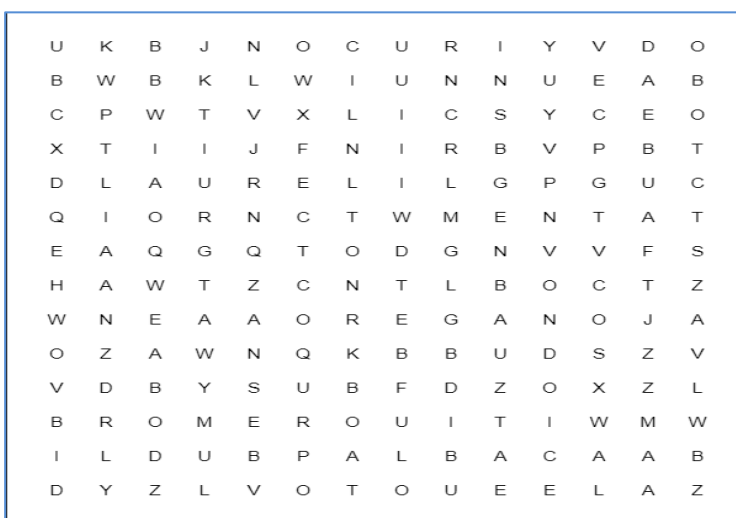 U K B J N O C U R I Y V D O
B W B K L W I U N N U E A B
C P W T V X L I C S Y C E O
X T I I J F N I R B V P B T
D L A U R E L I L G P G U C
Q I O R N C T W M E N T A T
E A Q G Q T O D G N V V F S
H A W T Z C N T L B O C T Z
W N E A A O R E G A N O J A
O Z A W N Q K B B U D S Z V
V D B Y S U B F D Z O X Z L
B R O M E R O U I T I W M W
I L D U B P A L B A C A A B
D Y Z L V O T O U E E L A Z